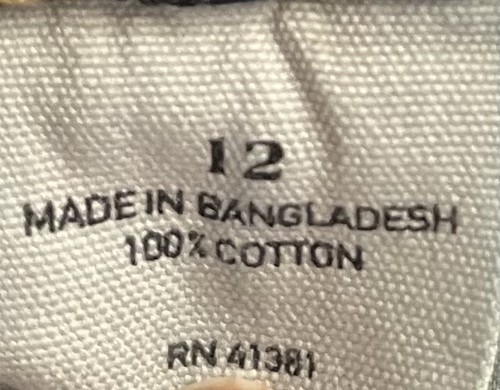 12
MADE IN BANGLADESH
100% COTTON
RN 41381